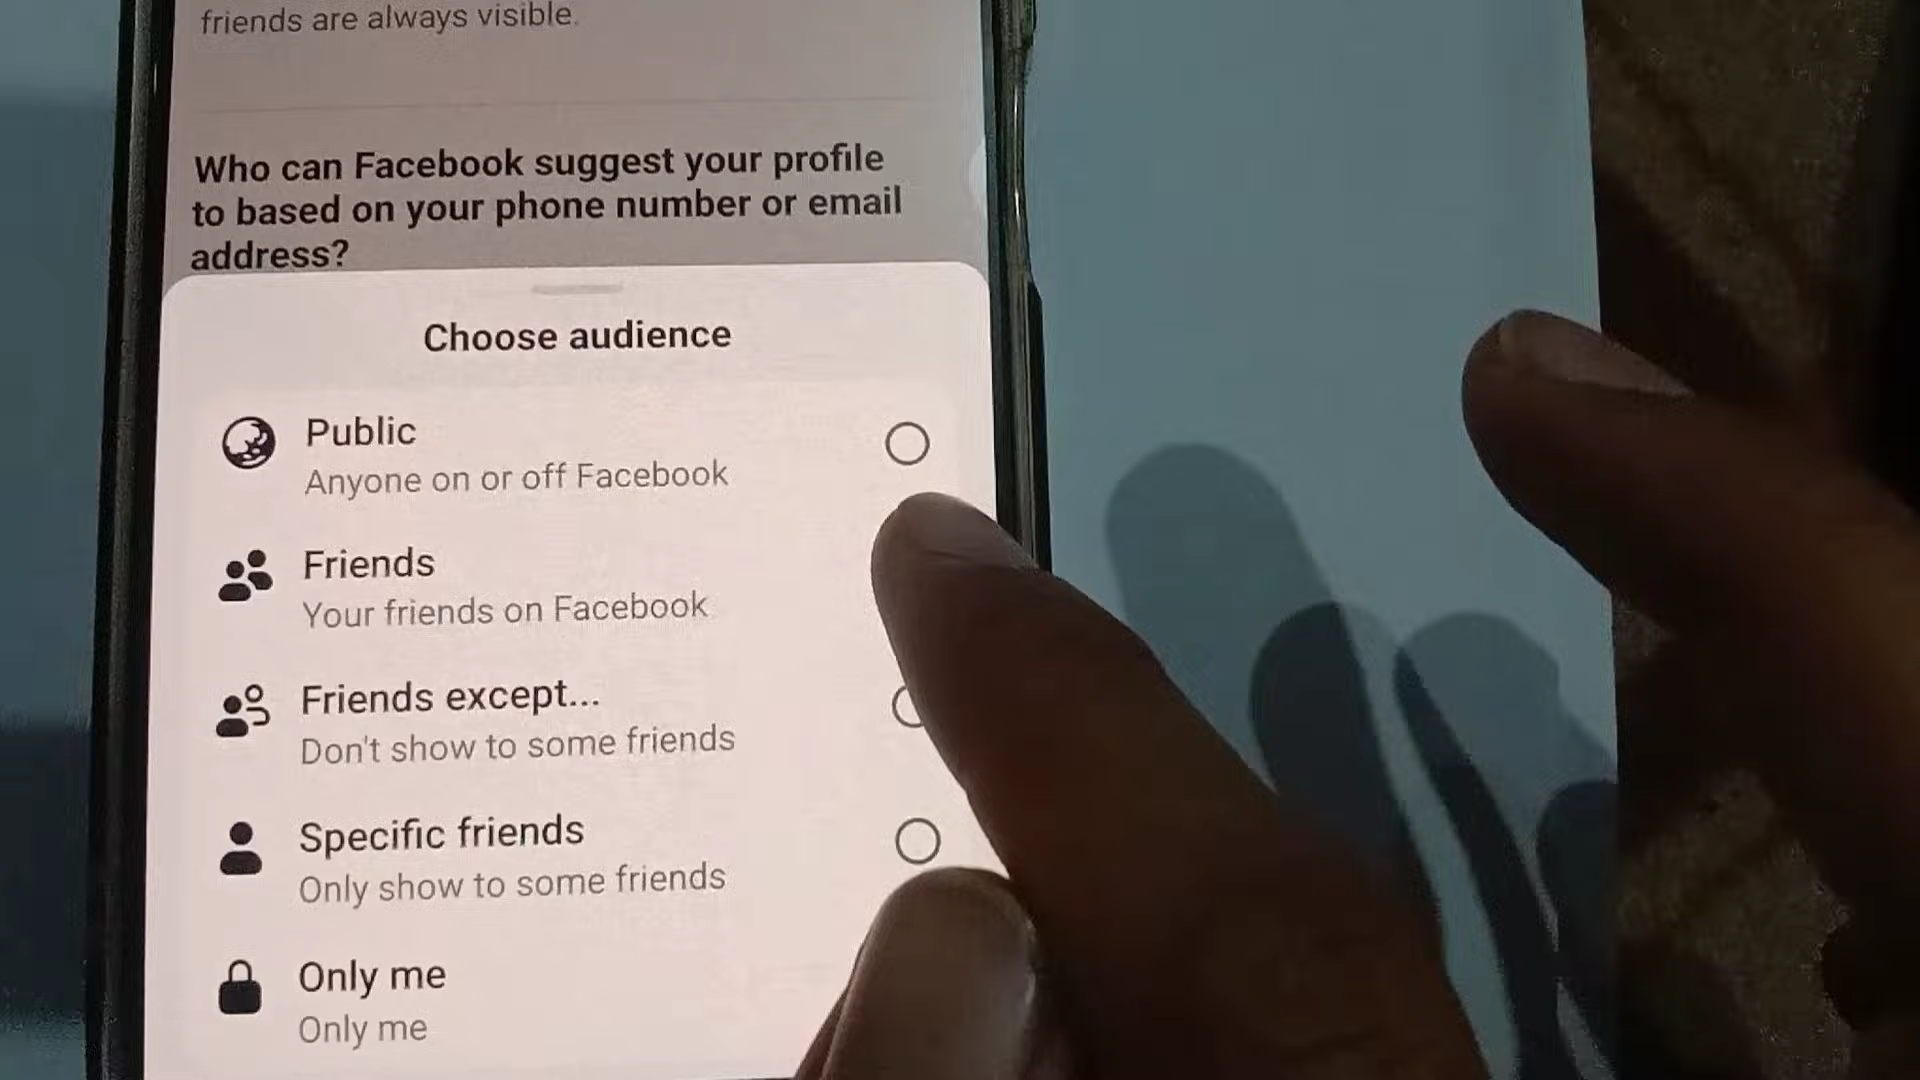 friends are always visible.
Who can Facebook suggest your profile
to based on your phone number or email
address?
Choose audience
Public
Anyone on or off Facebook
Friends
Your friends on Facebook
Friends except...
Don't show to some friends
Specific friends
Only show to some friends
Only me
Only me